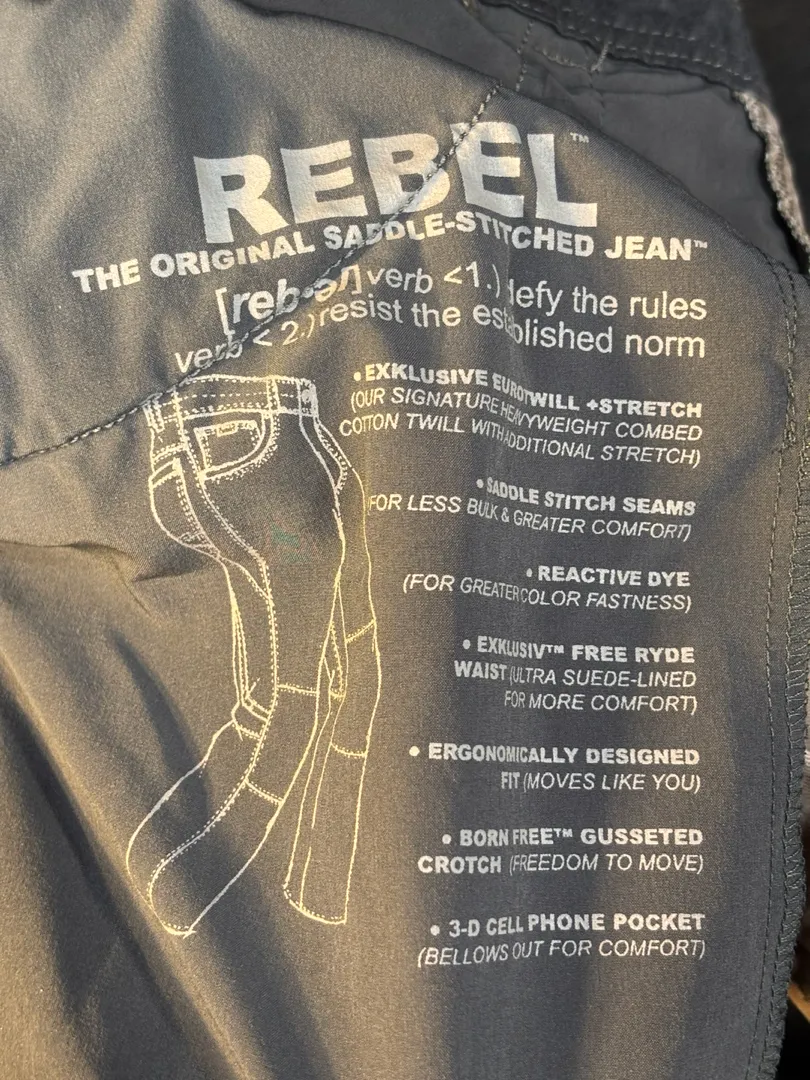 REBEL™
THE ORIGINAL SADDLE-STITCHED JEAN™
[reb•əl] verb <1.) defy the rules
verb < 2.) resist the established norm
• EXKLUSIVE EUROTWILL +STRETCH
(OUR SIGNATURE HEAVYWEIGHT COMBED
COTTON TWILL WITH ADDITIONAL STRETCH)
• SADDLE STITCH SEAMS
(FOR LESS BULK & GREATER COMFORT)
• REACTIVE DYE
(FOR GREATER COLOR FASTNESS)
• EXKLUSIV™ FREE RYDE
WAIST (ULTRA SUEDE-LINED
FOR MORE COMFORT)
• ERGONOMICALLY DESIGNED
FIT (MOVES LIKE YOU)
• BORN FREE™ GUSSETED
CROTCH (FREEDOM TO MOVE)
• 3-D CELL PHONE POCKET
(BELLOWS OUT FOR COMFORT)